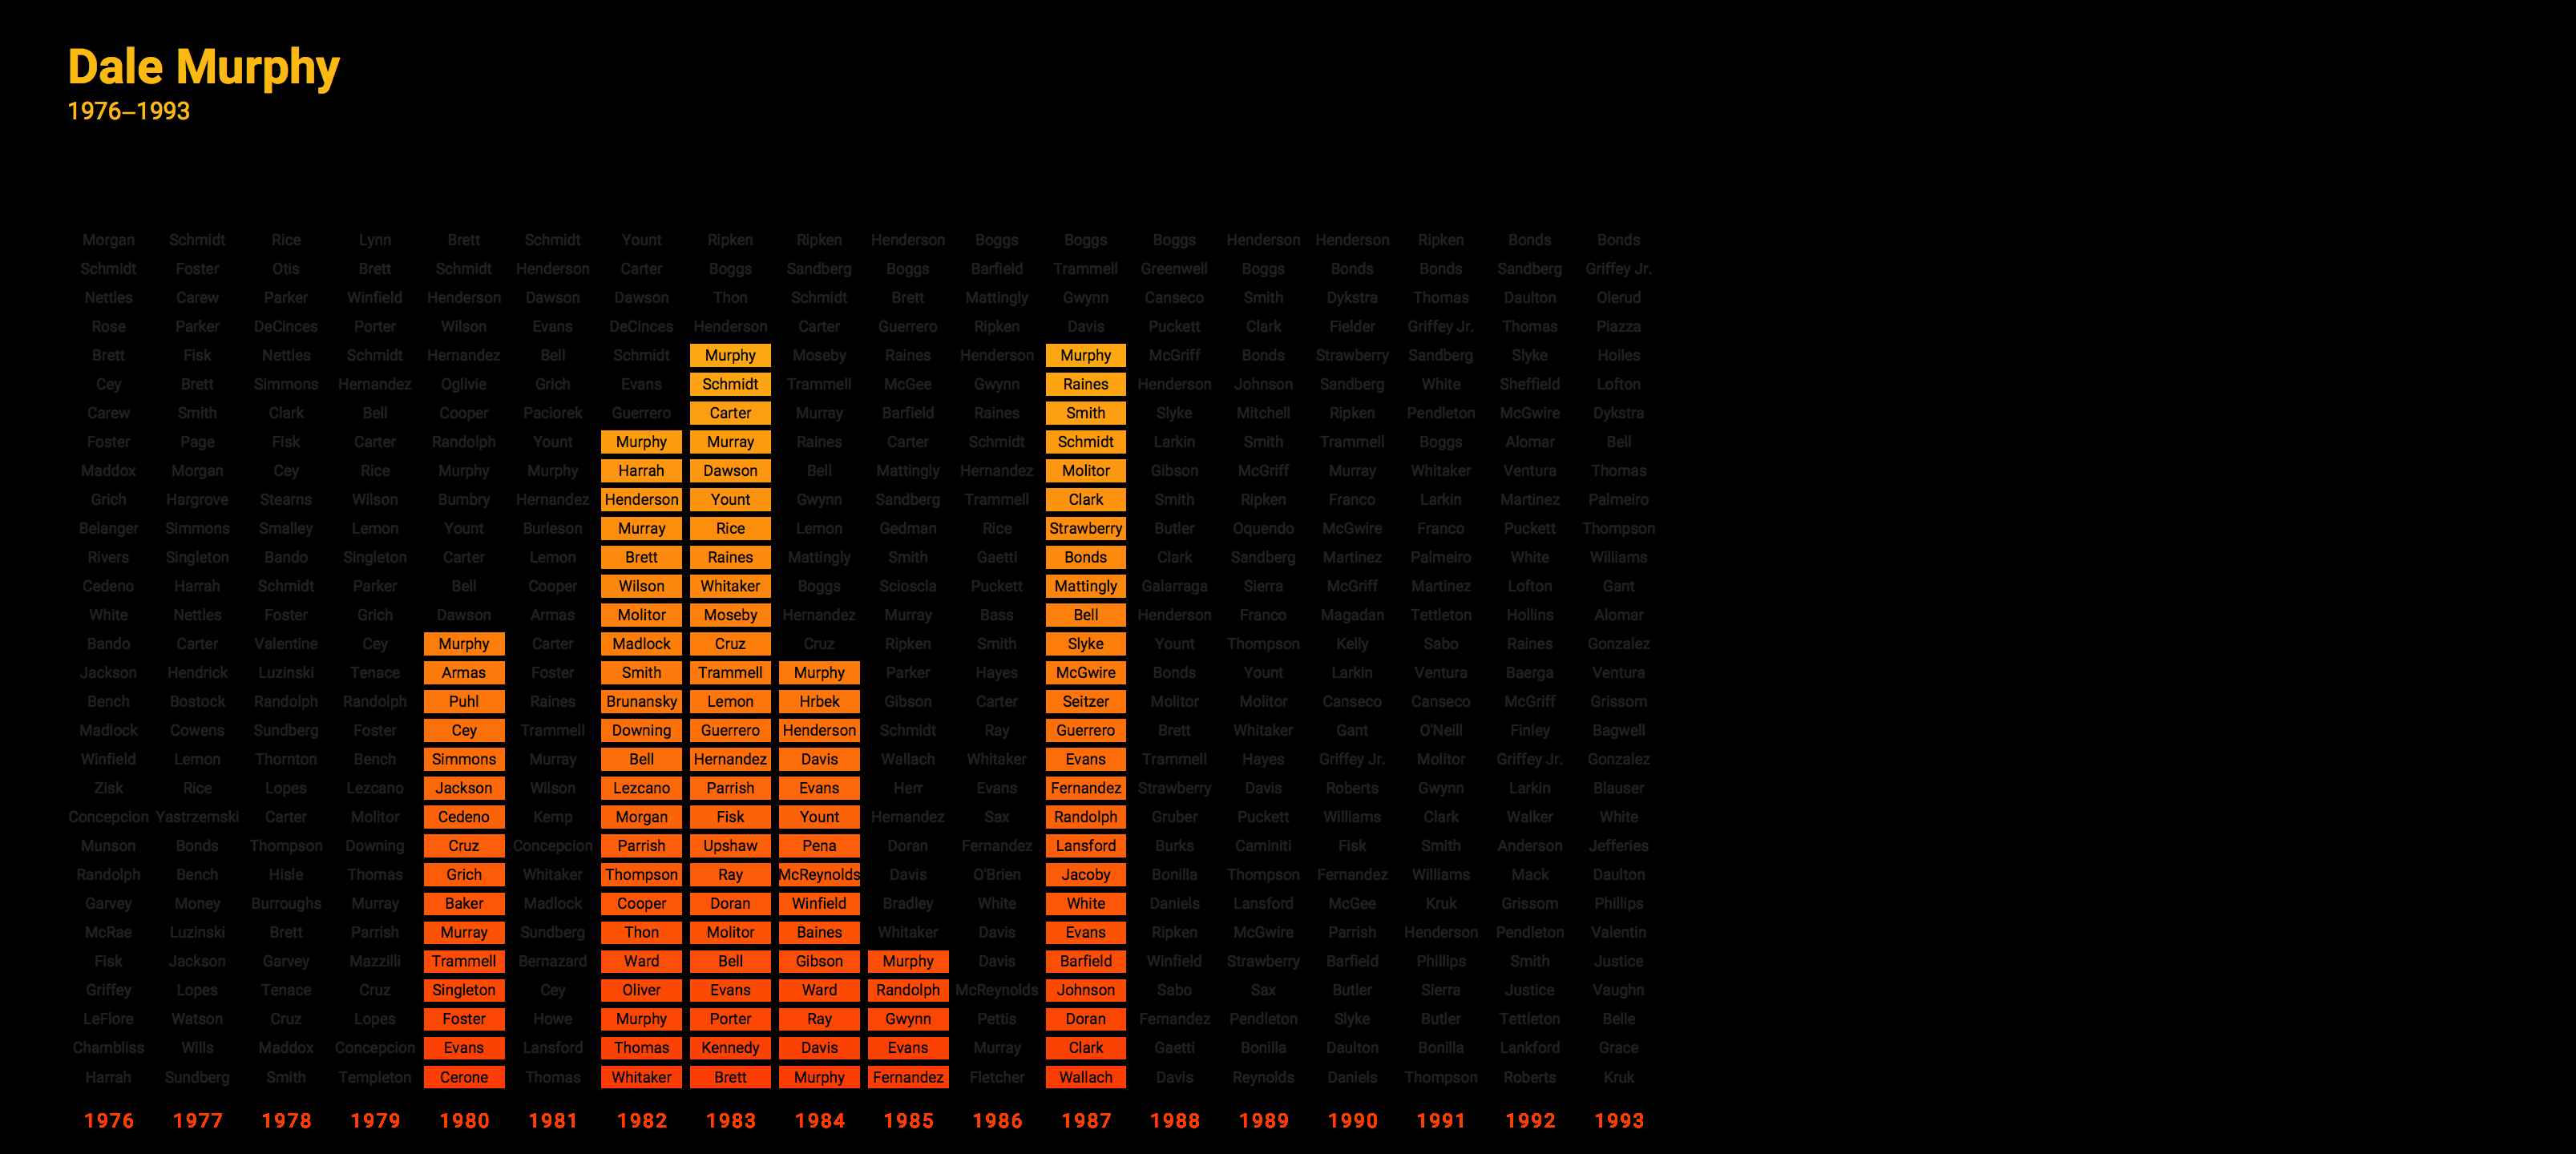 Dale Murphy
1976–1993
Morgan Schmidt Rice Lynn Brett Schmidt Yount Ripken Ripken Henderson Boggs Boggs Boggs Henderson Henderson Ripken Bonds Bonds
Schmidt Foster Otis Brett Schmidt Henderson Carter Boggs Sandberg Boggs Barfield Trammell Greenwell Boggs Bonds Bonds Sandberg Griffey Jr.
Nettles Carew Parker Winfield Henderson Dawson Dawson Thon Schmidt Brett Mattingly Gwynn Canseco Smith Dykstra Thomas Daulton Olerud
Rose Parker DeCinces Porter Wilson Evans DeCinces Henderson Carter Guerrero Ripken Davis Puckett Clark Fielder Griffey Jr. Thomas Piazza
Brett Fisk Nettles Schmidt Hernandez Bell Schmidt Murphy Moseby Raines Henderson Murphy McGriff Bonds Strawberry Sandberg Slyke Hoiles
Cey Brett Simmons Hernandez Oglivie Grich Evans Schmidt Trammell McGee Gwynn Raines Henderson Johnson Sandberg White Sheffield Lofton
Carew Smith Clark Bell Cooper Paciorek Guerrero Carter Murray Barfield Raines Smith Slyke Mitchell Ripken Pendleton McGwire Dykstra
Foster Page Fisk Carter Randolph Yount Murphy Murray Raines Carter Schmidt Schmidt Larkin Smith Trammell Boggs Alomar Bell
Maddox Morgan Cey Rice Murphy Murphy Harrah Dawson Bell Mattingly Hernandez Molitor Gibson McGriff Murray Whitaker Ventura Thomas
Grich Hargrove Stearns Wilson Bumbry Hernandez Henderson Yount Gwynn Sandberg Trammell Clark Smith Ripken Franco Larkin Martinez Palmeiro
Belanger Simmons Smalley Lemon Yount Burleson Murray Rice Lemon Gedman Rice Strawberry Butler Oquendo McGwire Franco Puckett Thompson
Rivers Singleton Bando Singleton Carter Lemon Brett Raines Mattingly Smith Gaetti Bonds Clark Sandberg Martinez Palmeiro White Williams
Cedeno Harrah Schmidt Parker Bell Cooper Wilson Whitaker Boggs Scioscia Puckett Mattingly Galarraga Sierra McGriff Martinez Lofton Gant
White Nettles Foster Grich Dawson Armas Molitor Moseby Hernandez Murray Bass Bell Henderson Franco Magadan Tettleton Hollins Alomar
Bando Carter Valentine Cey Murphy Carter Madlock Cruz Cruz Ripken Smith Slyke Yount Thompson Kelly Sabo Raines Gonzalez
Jackson Hendrick Luzinski Tenace Armas Foster Smith Trammell Murphy Parker Hayes McGwire Bonds Yount Larkin Ventura Baerga Ventura
Bench Bostock Randolph Randolph Puhl Raines Brunansky Lemon Hrbek Gibson Carter Seitzer Molitor Molitor Canseco Canseco McGriff Grissom
Madlock Cowens Sundberg Foster Cey Trammell Downing Guerrero Henderson Schmidt Ray Guerrero Brett Whitaker Gant O'Neill Finley Bagwell
Winfield Lemon Thornton Bench Simmons Murray Bell Hernandez Davis Wallach Whitaker Evans Trammell Hayes Griffey Jr. Molitor Griffey Jr. Gonzalez
Zisk Rice Lopes Lezcano Jackson Wilson Lezcano Parrish Evans Herr Evans Fernandez Strawberry Davis Roberts Gwynn Larkin Blauser
Concepcion Yastrzemski Carter Molitor Cedeno Kemp Morgan Fisk Yount Hernandez Sax Randolph Gruber Puckett Williams Clark Walker White
Munson Bonds Thompson Downing Cruz Concepcion Parrish Upshaw Pena Doran Fernandez Lansford Burks Caminiti Fisk Smith Anderson Jefferies
Randolph Bench Hisle Thomas Grich Whitaker Thompson Ray McReynolds Davis O'Brien Jacoby Bonilla Thompson Fernandez Williams Mack Daulton
Garvey Money Burroughs Murray Baker Madlock Cooper Doran Winfield Bradley White White Daniels Lansford McGee Kruk Grissom Phillips
McRae Luzinski Brett Parrish Murray Sundberg Thon Molitor Baines Whitaker Davis Evans Ripken McGwire Parrish Henderson Pendleton Valentin
Fisk Jackson Garvey Mazzilli Trammell Bernazard Ward Bell Gibson Murphy Davis Barfield Winfield Strawberry Barfield Phillips Smith Justice
Griffey Lopes Tenace Cruz Singleton Cey Oliver Evans Ward Randolph McReynolds Johnson Sabo Sax Butler Sierra Justice Vaughn
LeFlore Watson Cruz Lopes Foster Howe Murphy Porter Ray Gwynn Pettis Doran Fernandez Pendleton Slyke Butler Tettleton Belle
Chambliss Wills Maddox Concepcion Evans Lansford Thomas Kennedy Davis Evans Murray Clark Gaetti Bonilla Daulton Bonilla Lankford Grace
Harrah Sundberg Smith Templeton Cerone Thomas Whitaker Brett Murphy Fernandez Fletcher Wallach Davis Reynolds Daniels Thompson Roberts Kruk
1976 1977 1978 1979 1980 1981 1982 1983 1984 1985 1986 1987 1988 1989 1990 1991 1992 1993